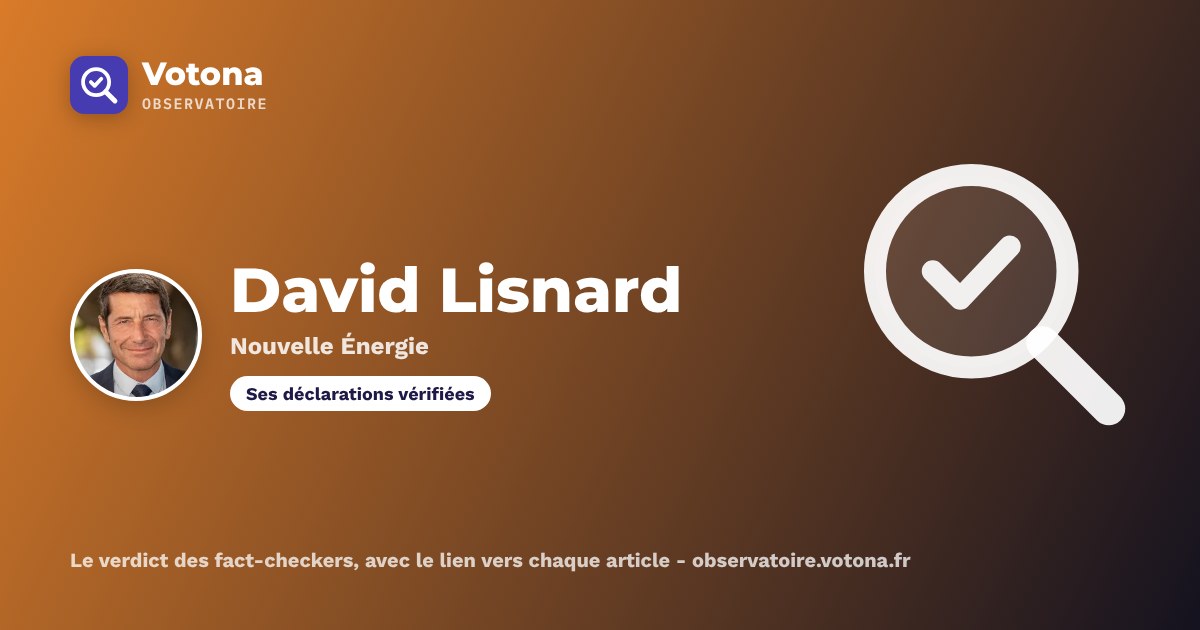 Votona
OBSERVATOIRE
David Lisnard
Nouvelle Énergie
Ses déclarations vérifiées
Le verdict des fact-checkers, avec le lien vers chaque article - observatoire.votona.fr